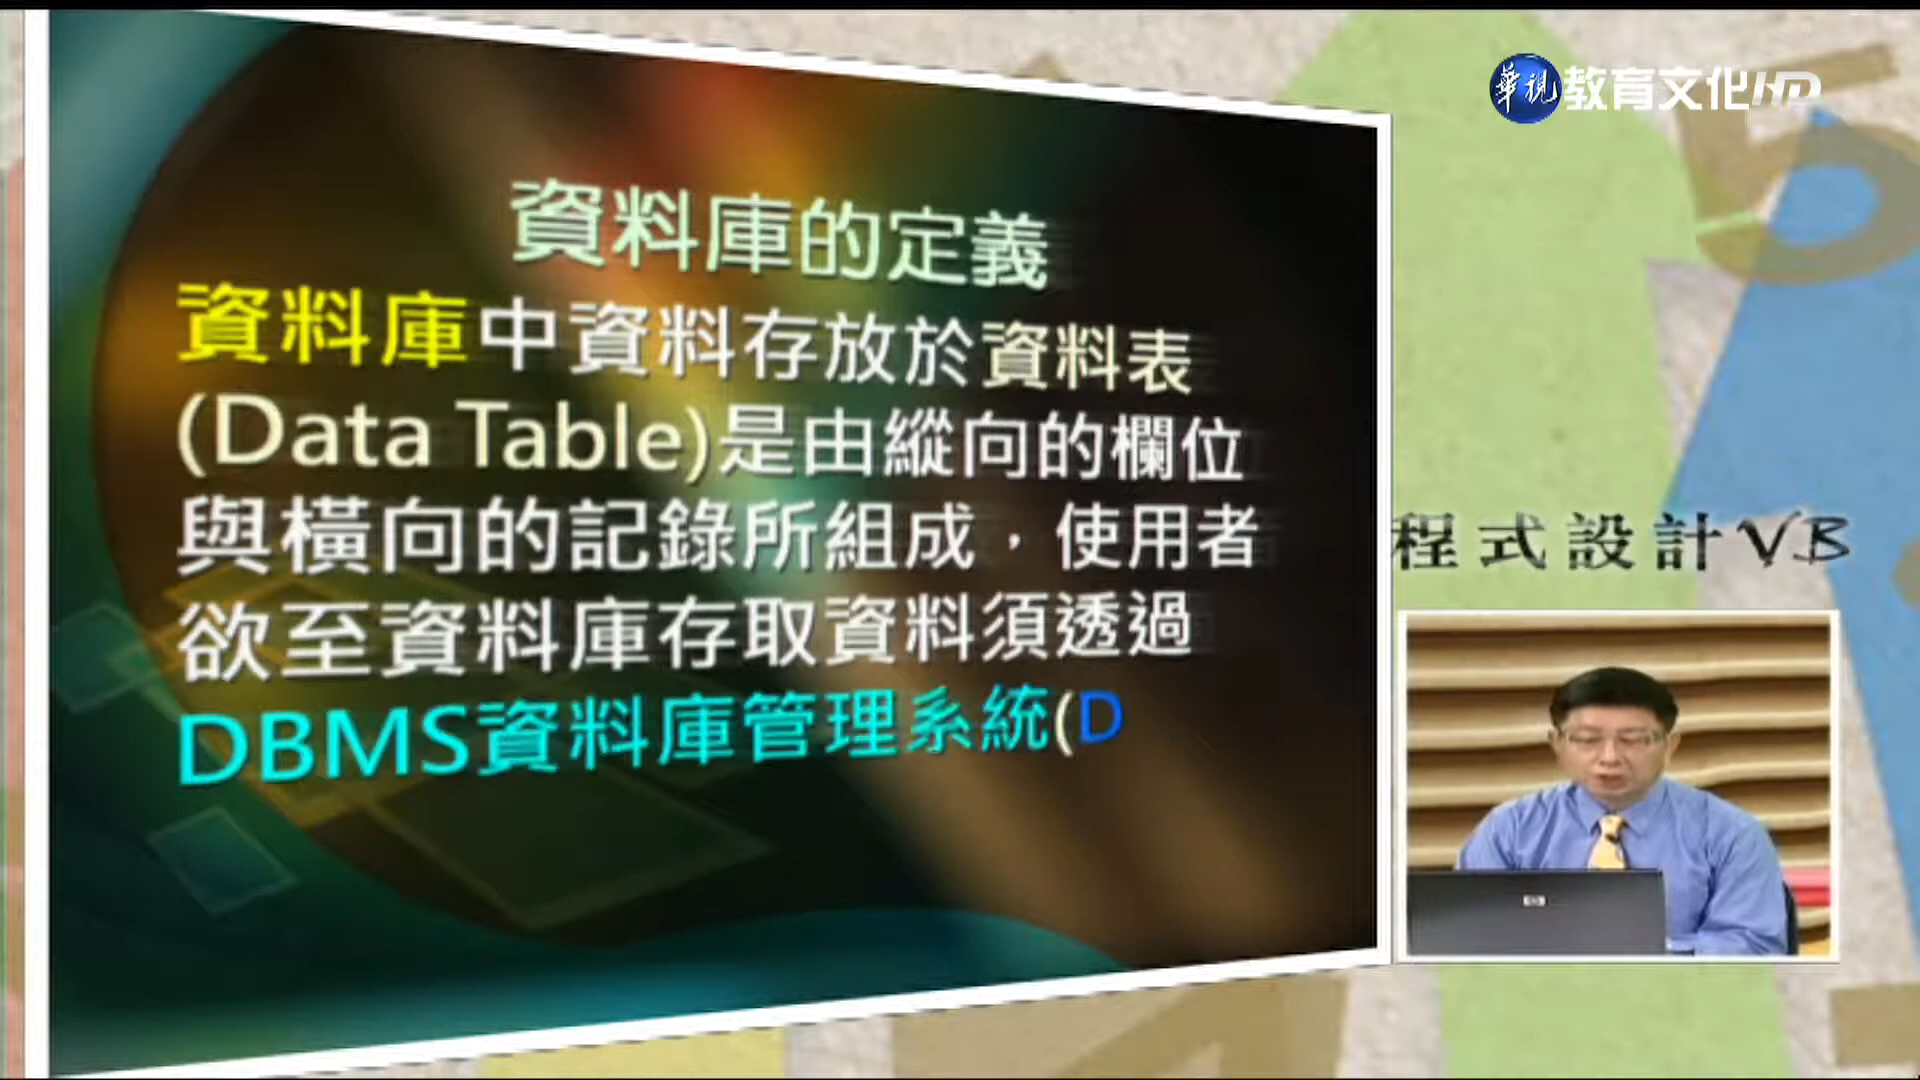 華視 教育文化HD
資料庫的定義
資料庫中資料存放於資料表
(Data Table)是由縱向的欄位
與橫向的記錄所組成，使用者
欲至資料庫存取資料須透過
DBMS資料庫管理系統(D
程式設計VB
hp